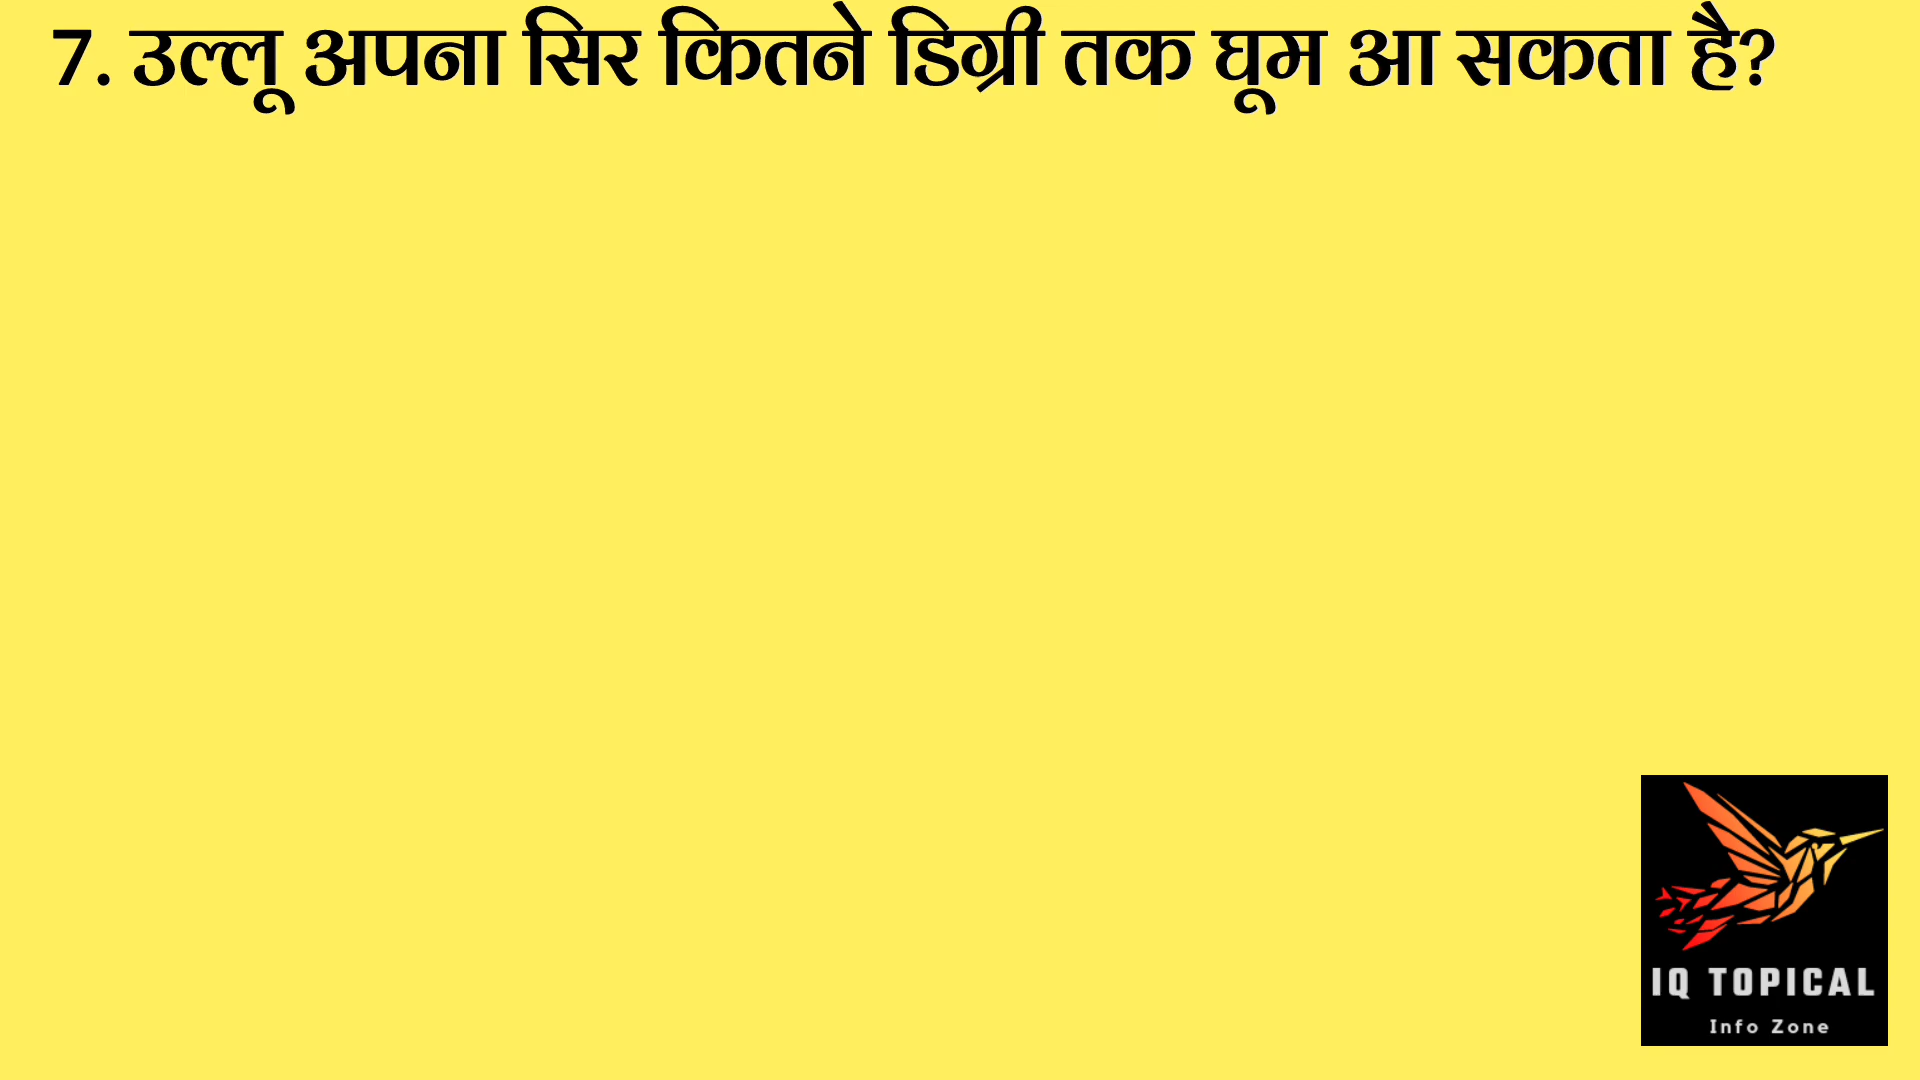 7. उल्लू अपना सिर कितने डिग्री तक घूम आ सकता है?
IQ TOPICAL
Info Zone